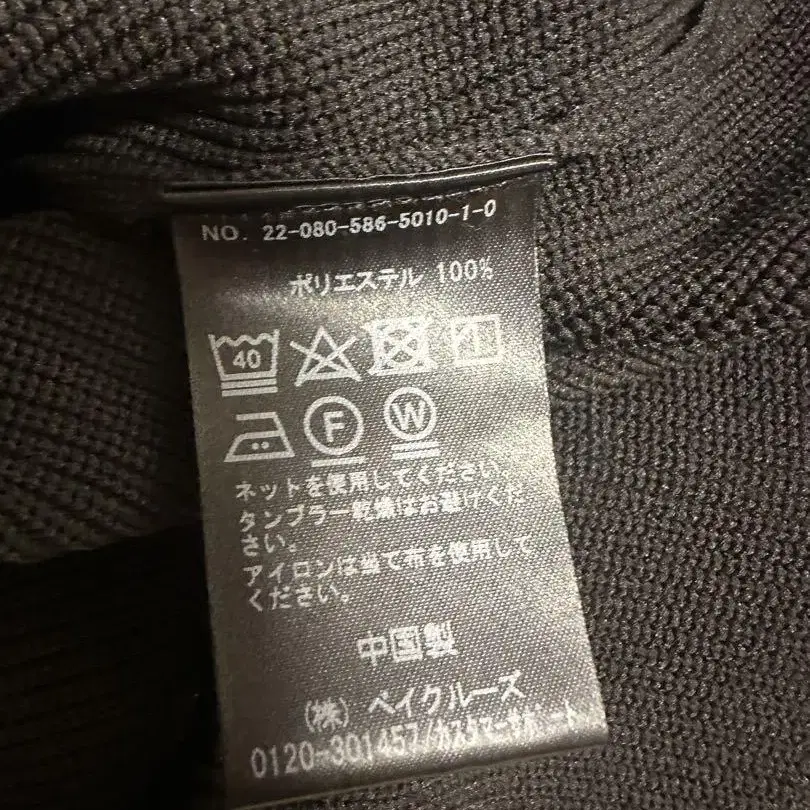 NO. 22-080-586-5010-1-0
ポリエステル 100%
40
F W
ネットを使用してください。
タンブラー乾燥はお避けくだ
さい。
アイロンは当て布を使用して
ください。
中国製
(株) ベイクルーズ
0120-301457/カスタマーサポート